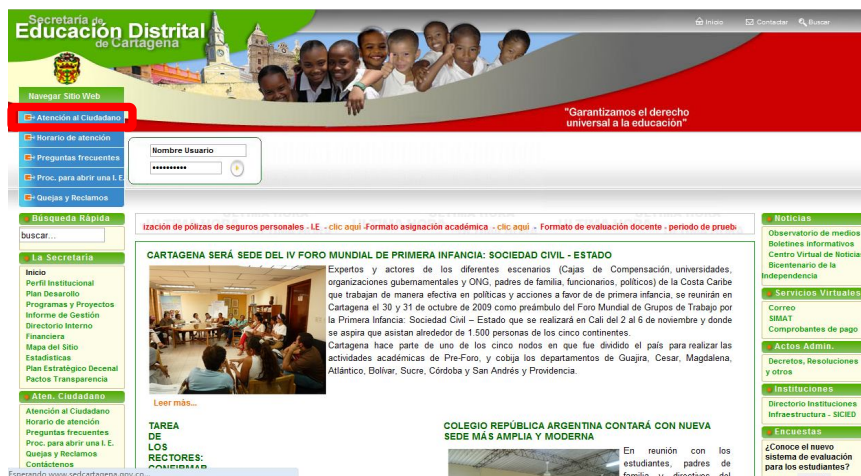 Secretaría de
Educación Distrital
de Cartagena
Inicio
Contactar
Buscar
"Garantizamos el derecho
universal a la educación"
Navegar Sitio Web
Atención al Ciudadano
Horario de atención
Preguntas frecuentes
Proc. para abrir una I. E.
Quejas y Reclamos
Nombre Usuario
••••••••••
Búsqueda Rápida
buscar...
La Secretaria
Inicio
Perfil Institucional
Plan Desarollo
Programas y Proyectos
Informe de Gestión
Directorio Interno
Financiera
Mapa del Sitio
Estadísticas
Plan Estratégico Decenal
Pactos Transparencia
Aten. Ciudadano
Atención al Ciudadano
Horario de atención
Preguntas frecuentes
Proc. para abrir una I. E.
Quejas y Reclamos
Contáctenos
Esperando www.sedcartagena.gov.co...
ización de pólizas de seguros personales - I.E - clic aquí -Formato asignación académica - clic aquí - Formato de evaluación docente - periodo de prueba
CARTAGENA SERÁ SEDE DEL IV FORO MUNDIAL DE PRIMERA INFANCIA: SOCIEDAD CIVIL - ESTADO
Expertos y actores de los diferentes escenarios (Cajas de Compensación, universidades,
organizaciones gubernamentales y ONG, padres de familia, funcionarios, políticos) de la Costa Caribe
que trabajan de manera efectiva en políticas y acciones a favor de de primera infancia, se reunirán en
Cartagena el 30 y 31 de octubre de 2009 como preámbulo del Foro Mundial de Grupos de Trabajo por
la Primera Infancia: Sociedad Civil – Estado que se realizará en Cali del 2 al 6 de noviembre y donde
se aspira que asistan alrededor de 1.500 personas de los cinco continentes.
Cartagena hace parte de uno de los cinco nodos en que fue dividido el país para realizar las
actividades académicas de Pre-Foro, y cobija los departamentos de Guajira, Cesar, Magdalena,
Atlántico, Bolívar, Sucre, Córdoba y San Andrés y Providencia.
Leer más...
TAREA
DE
LOS
RECTORES:
CONFIRMAR
COLEGIO REPÚBLICA ARGENTINA CONTARÁ CON NUEVA
SEDE MÁS AMPLIA Y MODERNA
En reunión con los
estudiantes, padres de
familia y directivos del
Noticias
Observatorio de medios
Boletines informativos
Centro Virtual de Noticias
Bicentenario de la
Independencia
Servicios Virtuales
Correo
SIMAT
Comprobantes de pago
Actos Admin.
Decretos, Resoluciones
y otros
Instituciones
Directorio Instituciones
Infraestructura - SICIED
Encuestas
¿Conoce el nuevo
sistema de evaluación
para los estudiantes?